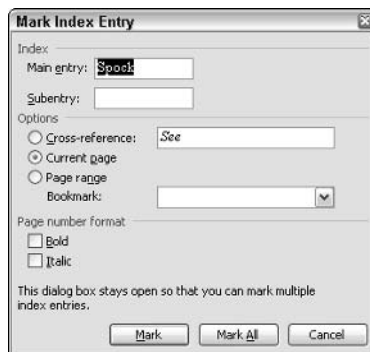 Mark Index Entry
Index
Main entry: Spock
Subentry:
Options
Cross-reference: See
Current page
Page range
Bookmark:
Page number format
Bold
Italic
This dialog box stays open so that you can mark multiple
index entries.
Mark Mark All Cancel